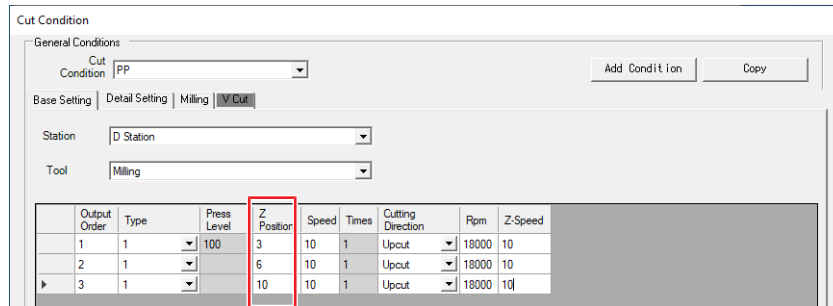 Cut Condition
General Conditions
Cut Condition PP Add Condition Copy
Base Setting Detail Setting Milling V Cut
Station D Station
Tool Milling
Output Order Type Press Level Z Position Speed Times Cutting Direction Rpm Z-Speed
1 1 100 3 10 1 Upcut 18000 10
2 1 6 10 1 Upcut 18000 10
3 1 10 10 1 Upcut 18000 10